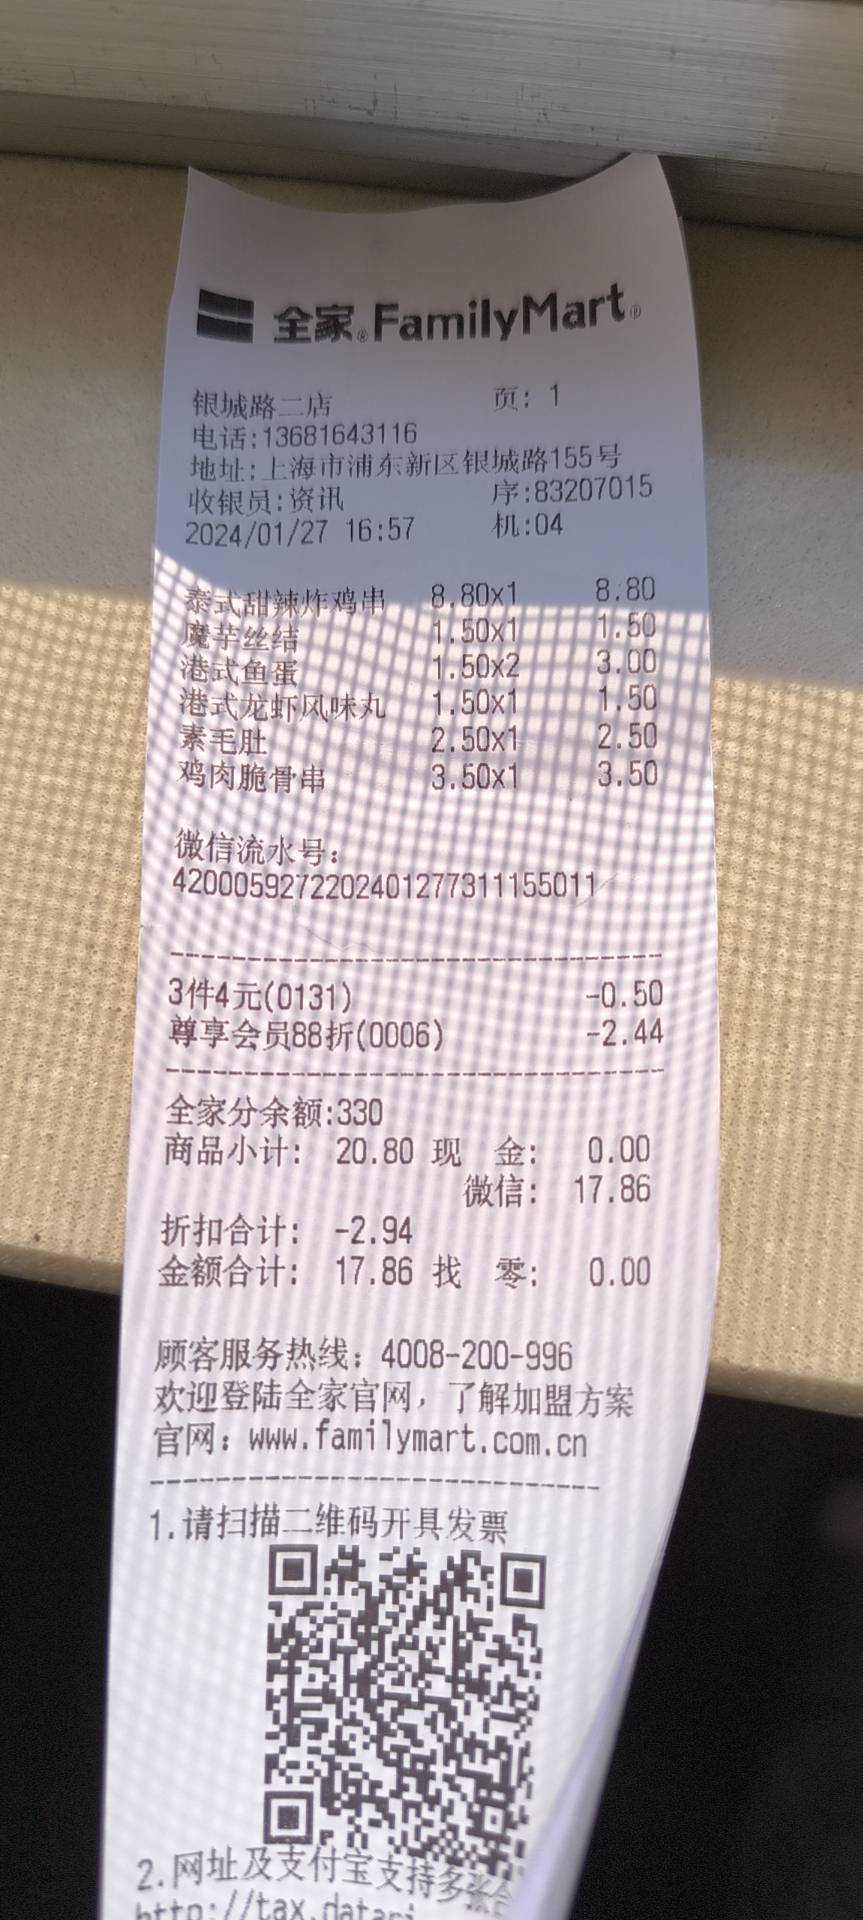 全家 FamilyMart
银城路二店 页: 1
电话:13681643116
地址:上海市浦东新区银城路155号
收银员:资讯 序:83207015
2024/01/27 16:57 机:04
泰式甜辣炸鸡串 8.80x1 8.80
魔芋丝结 1.50x1 1.50
港式鱼蛋 1.50x2 3.00
港式龙虾风味丸 1.50x1 1.50
素毛肚 2.50x1 2.50
鸡肉脆骨串 3.50x1 3.50
微信流水号:
4200059272202401277311155011
3件4元(0131) -0.50
尊享会员88折(0006) -2.44
全家分余额:330
商品小计: 20.80 现 金: 0.00
微信: 17.86
折扣合计: -2.94
金额合计: 17.86 找 零: 0.00
顾客服务热线: 4008-200-996
欢迎登陆全家官网, 了解加盟方案
官网: www.familymart.com.cn
1.请扫描二维码开具发票
2.网址及支付宝支持多张
http://tax.datari